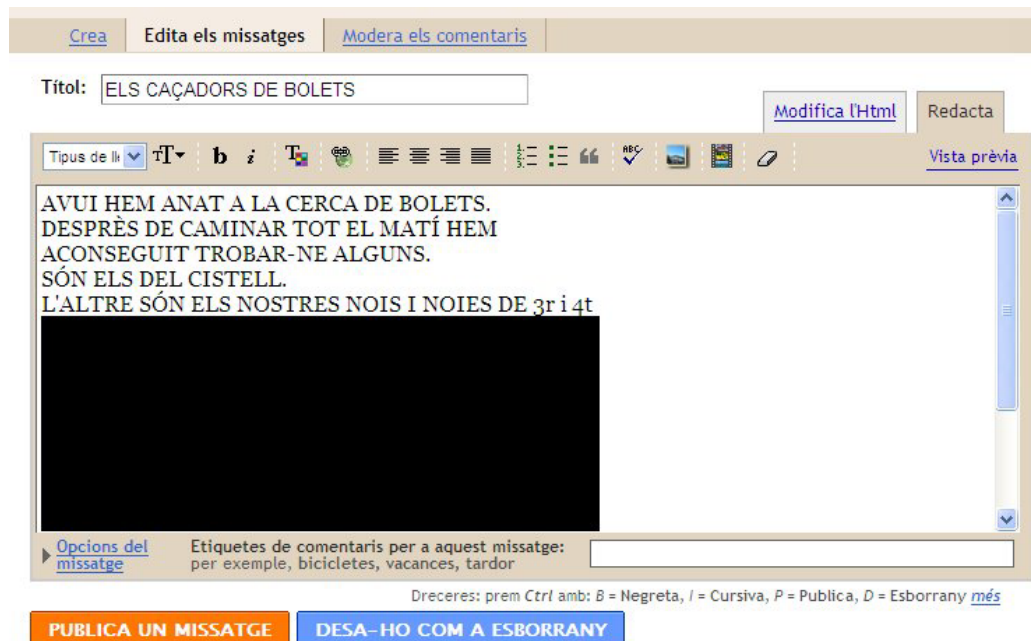 Crea Edita els missatges Modera els comentaris
Títol: ELS CAÇADORS DE BOLETS
Modifica l'Html Redacta
Tipus de lle T b i T ABC Vista prèvia
AVUI HEM ANAT A LA CERCA DE BOLETS.
DESPRÈS DE CAMINAR TOT EL MATÍ HEM
ACONSEGUIT TROBAR-NE ALGUNS.
SÓN ELS DEL CISTELL.
L'ALTRE SÓN ELS NOSTRES NOIS I NOIES DE 3r i 4t
Opcions del missatge
Etiquetes de comentaris per a aquest missatge:
per exemple, bicicletes, vacances, tardor
Dreceres: prem Ctrl amb: B = Negreta, I = Cursiva, P = Publica, D = Esborrany més
PUBLICA UN MISSATGE DESA-HO COM A ESBORRANY